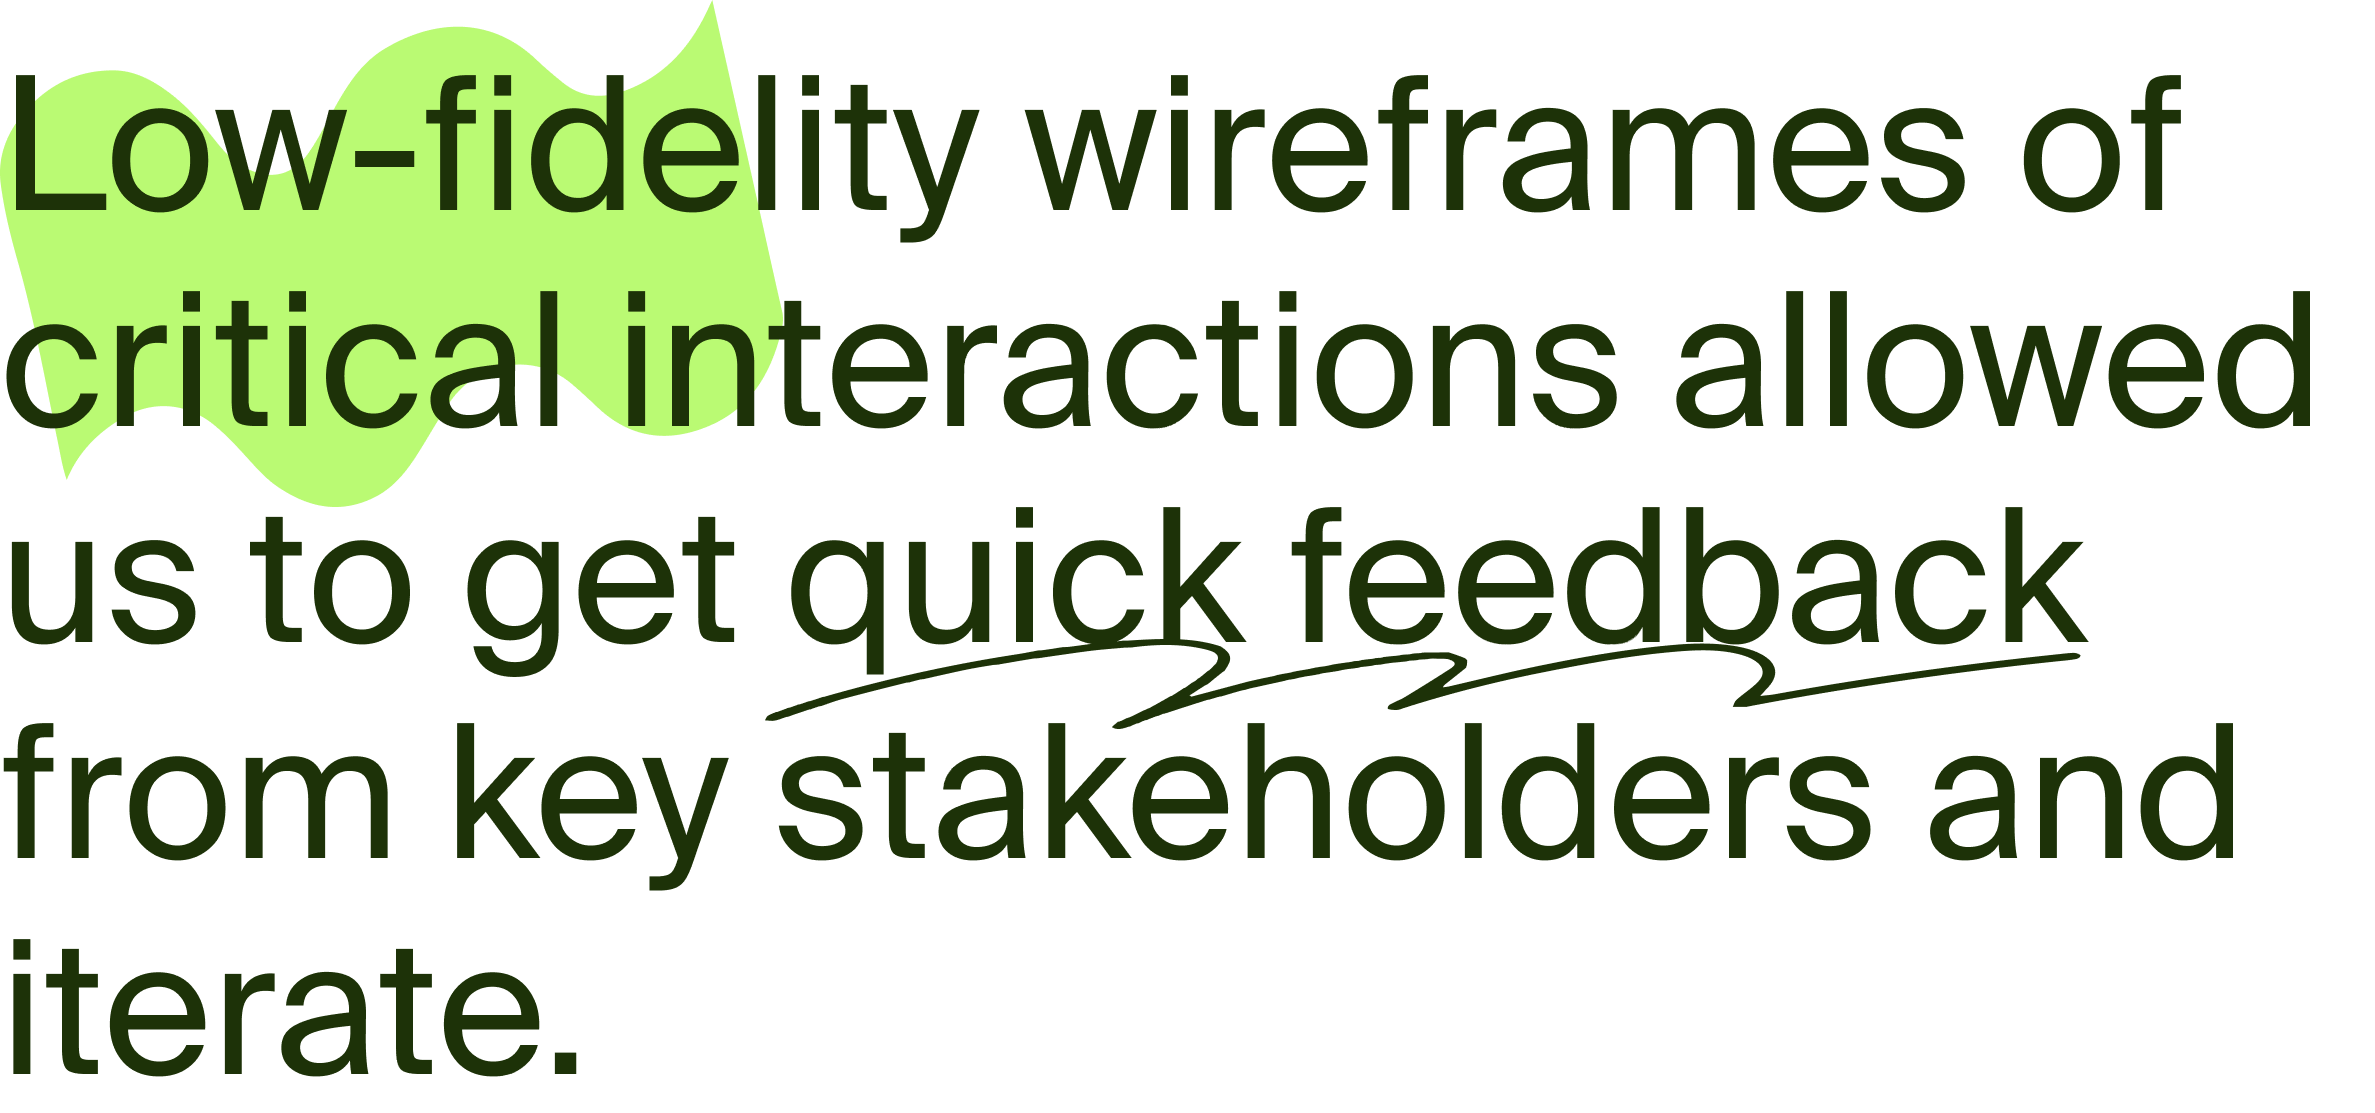 Low-fidelity wireframes of
critical interactions allowed
us to get quick feedback
from key stakeholders and
iterate.